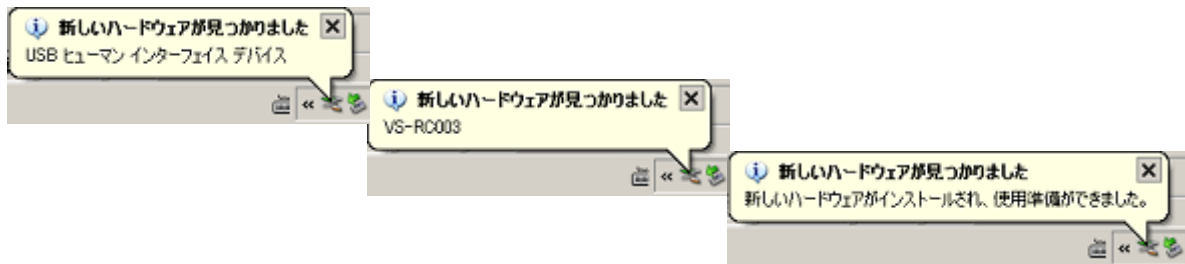 新しいハードウェアが見つかりました
USB ヒューマン インターフェイス デバイス
新しいハードウェアが見つかりました
VS-RC003
新しいハードウェアが見つかりました
新しいハードウェアがインストールされ、使用準備ができました。